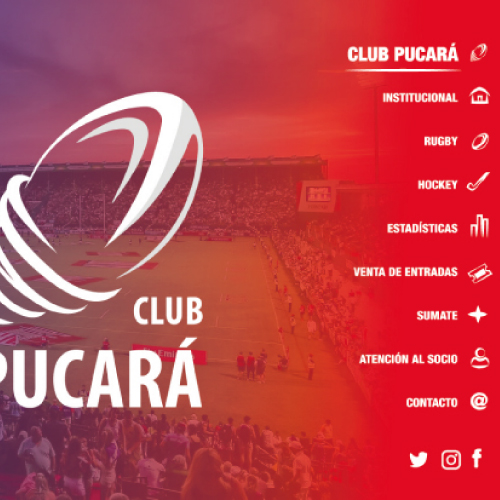 CLUB
PUCARÁ
CLUB PUCARÁ
INSTITUCIONAL
RUGBY
HOCKEY
ESTADÍSTICAS
VENTA DE ENTRADAS
SUMATE
ATENCIÓN AL SOCIO
CONTACTO